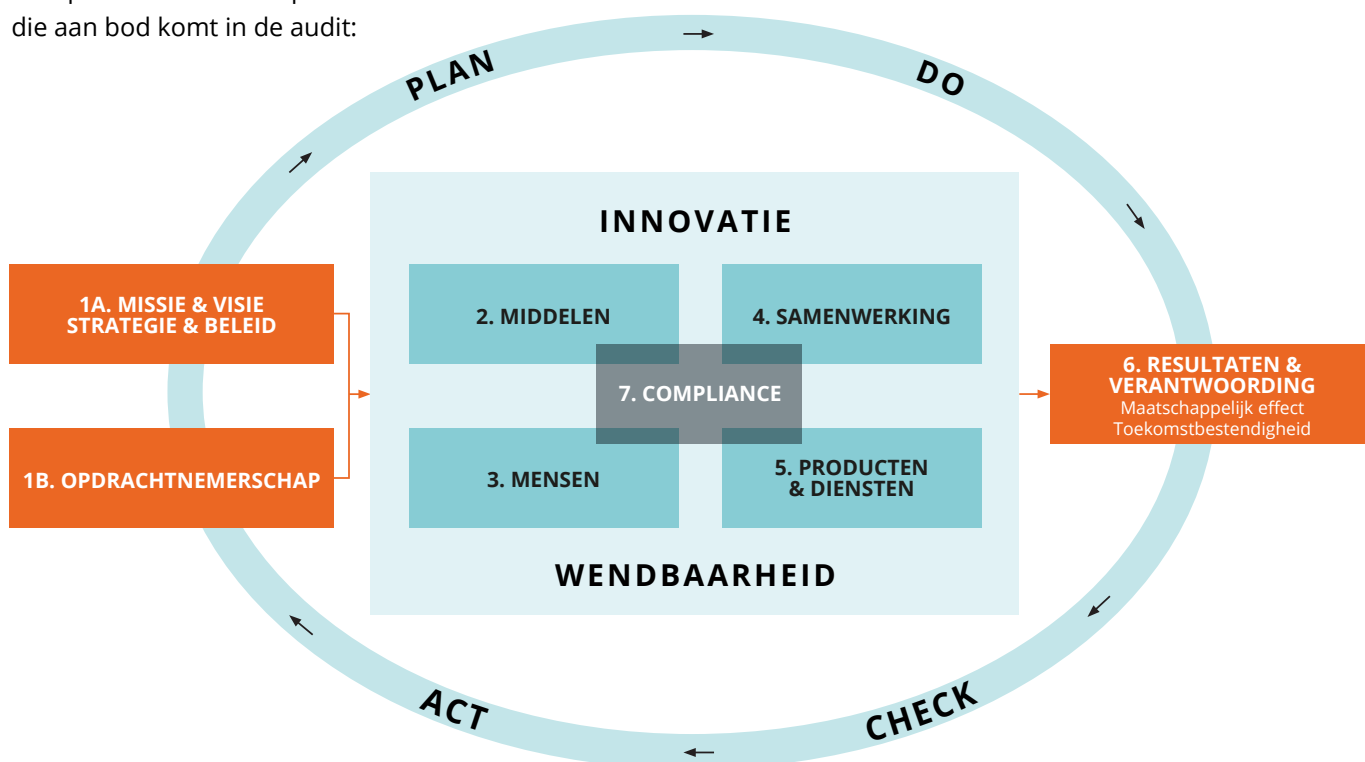 die aan bod komt in de audit:
PLAN
DO
INNOVATIE
1A. MISSIE & VISIE
STRATEGIE & BELEID
2. MIDDELEN
4. SAMENWERKING
7. COMPLIANCE
6. RESULTATEN &
VERANTWOORDING
Maatschappelijk effect
Toekomstbestendigheid
1B. OPDRACHTNEMERSCHAP
3. MENSEN
5. PRODUCTEN
& DIENSTEN
WENDBAARHEID
ACT
CHECK